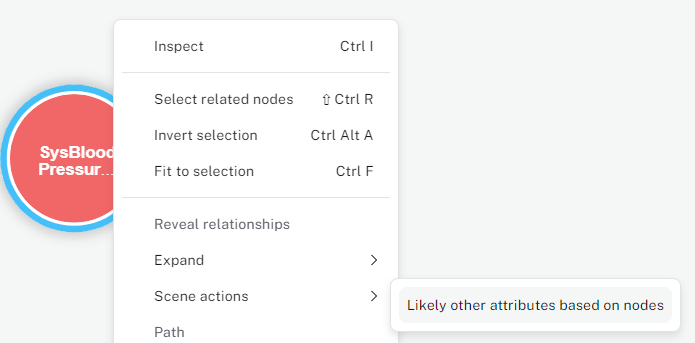 SysBlood
Pressur...
Inspect Ctrl I
Select related nodes ⇧ Ctrl R
Invert selection Ctrl Alt A
Fit to selection Ctrl F
Reveal relationships
Expand
Scene actions
Likely other attributes based on nodes
Path